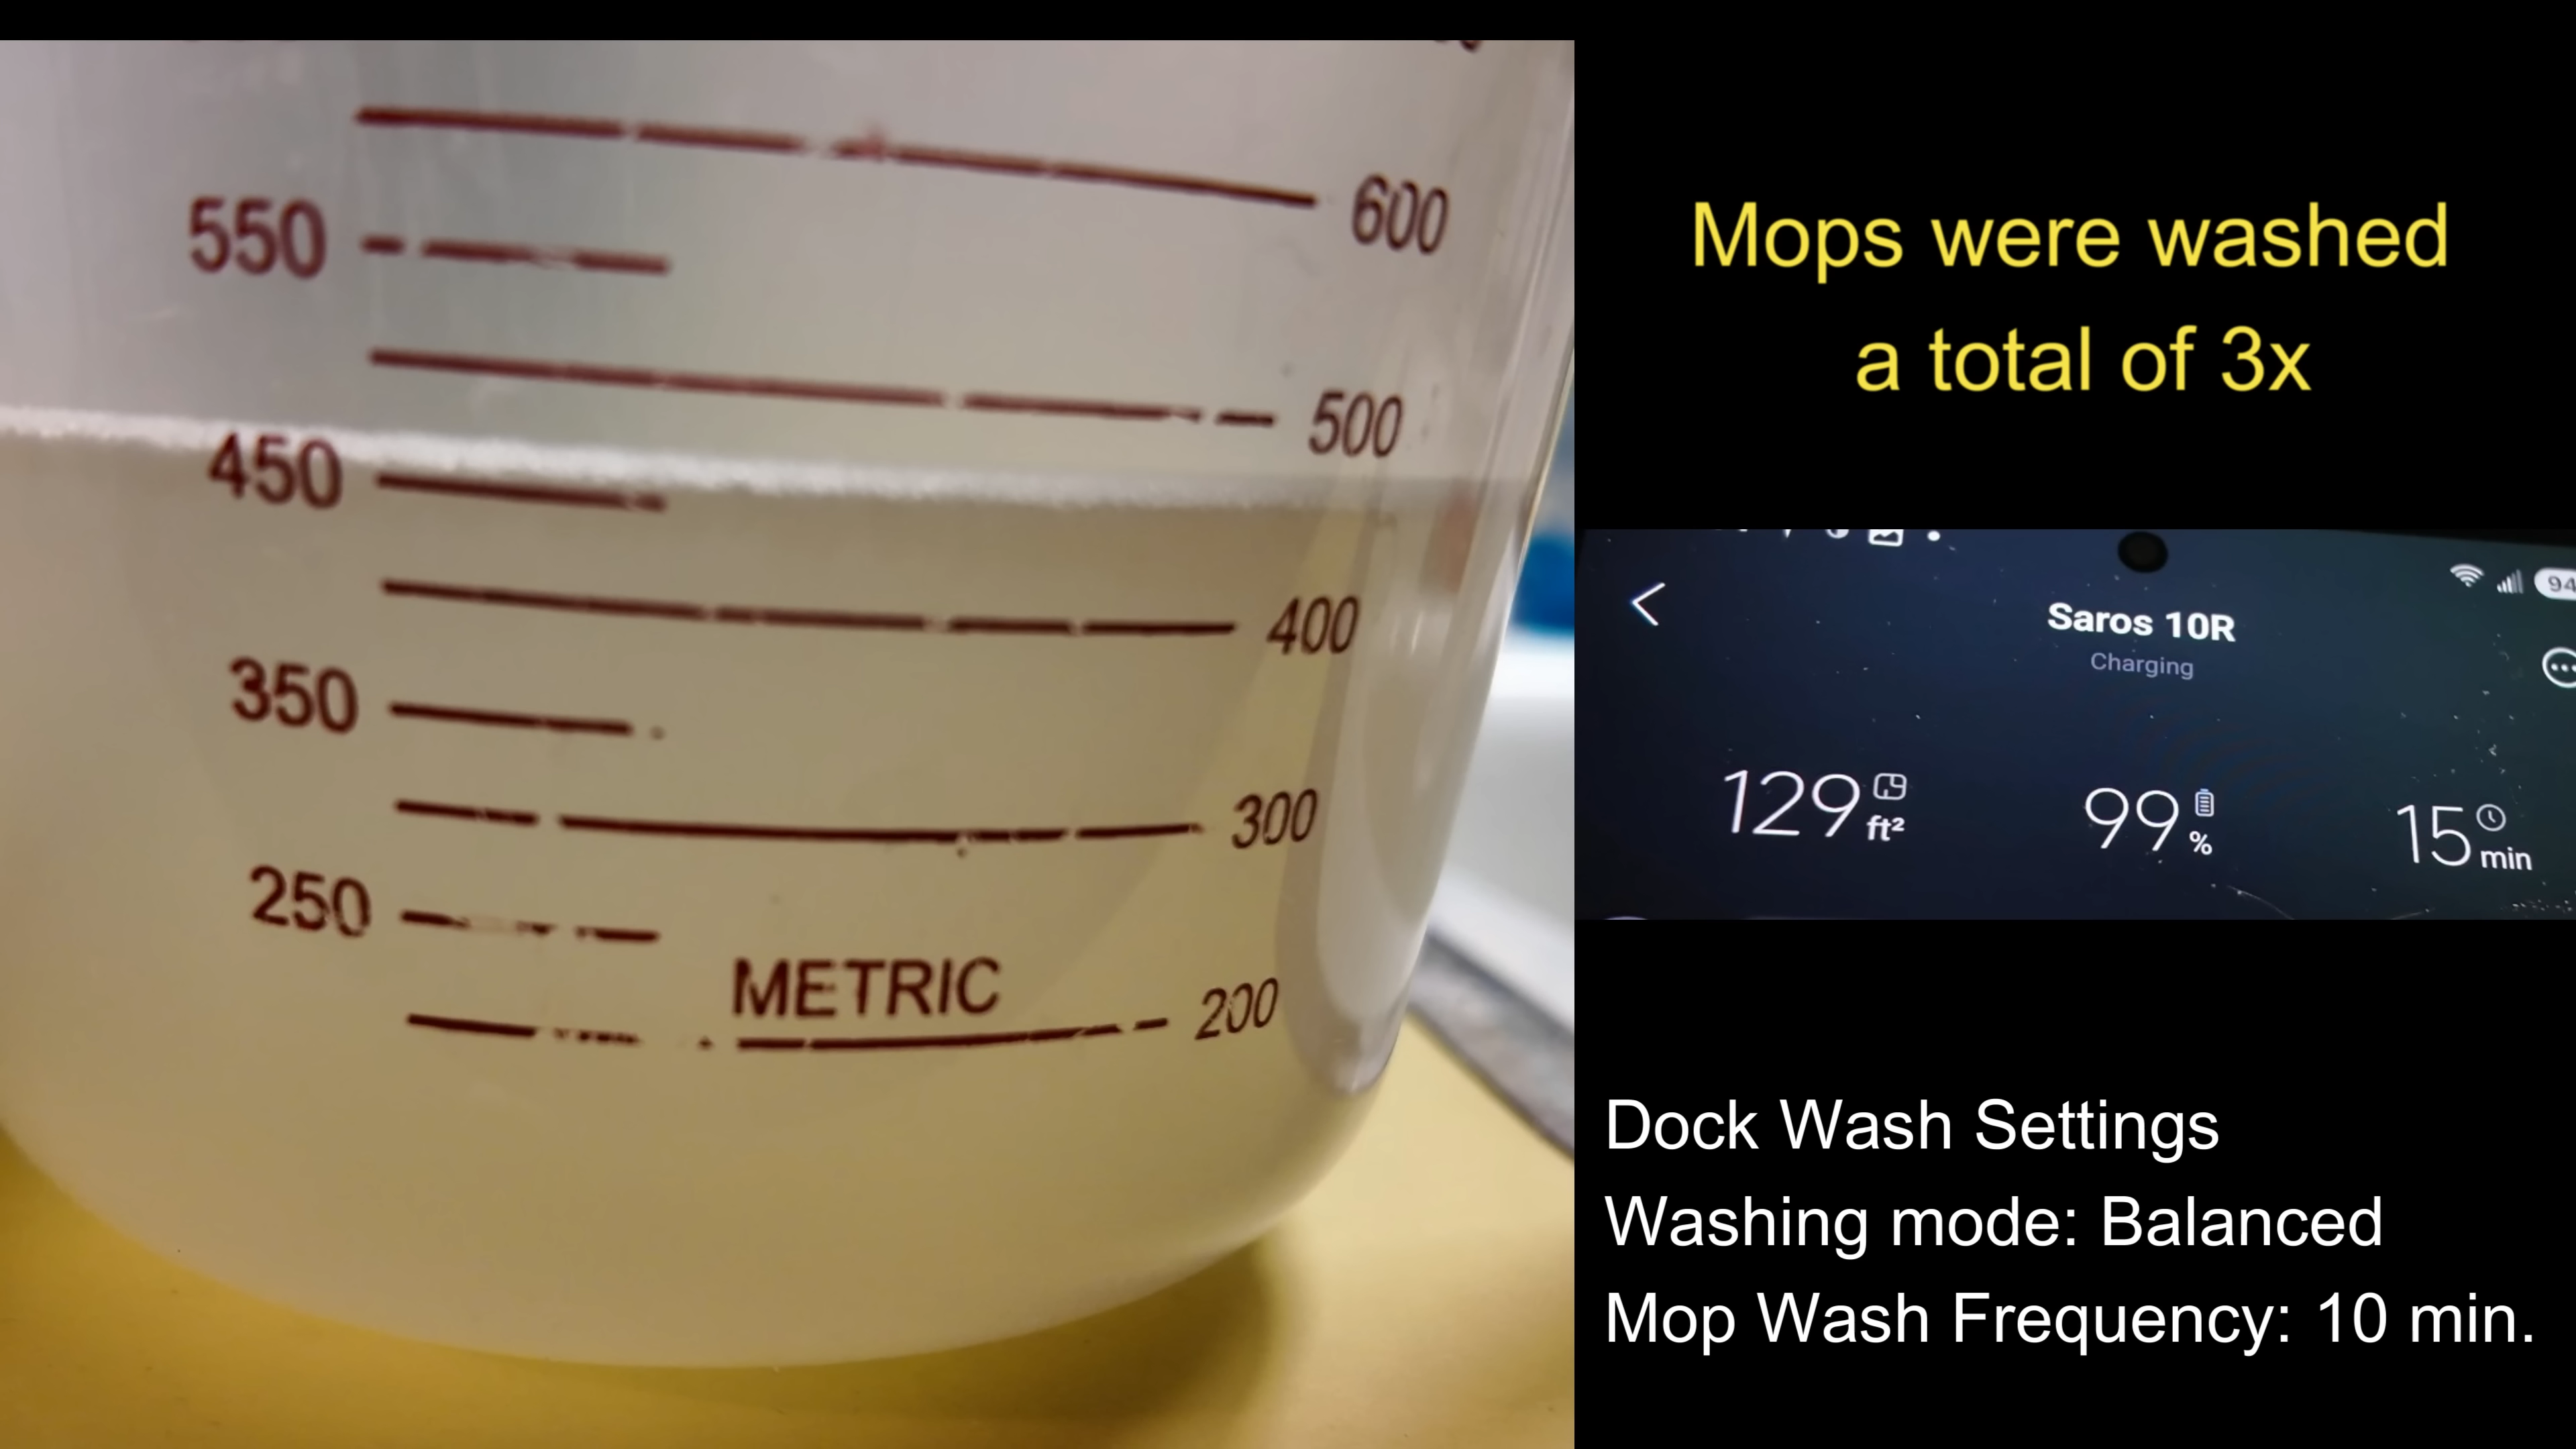 600
550
500
450
400
350
300
250
METRIC
200
Mops were washed
a total of 3x
94
Saros 10R
Charging
129 ft²
99 %
15 min
Dock Wash Settings
Washing mode: Balanced
Mop Wash Frequency: 10 min.